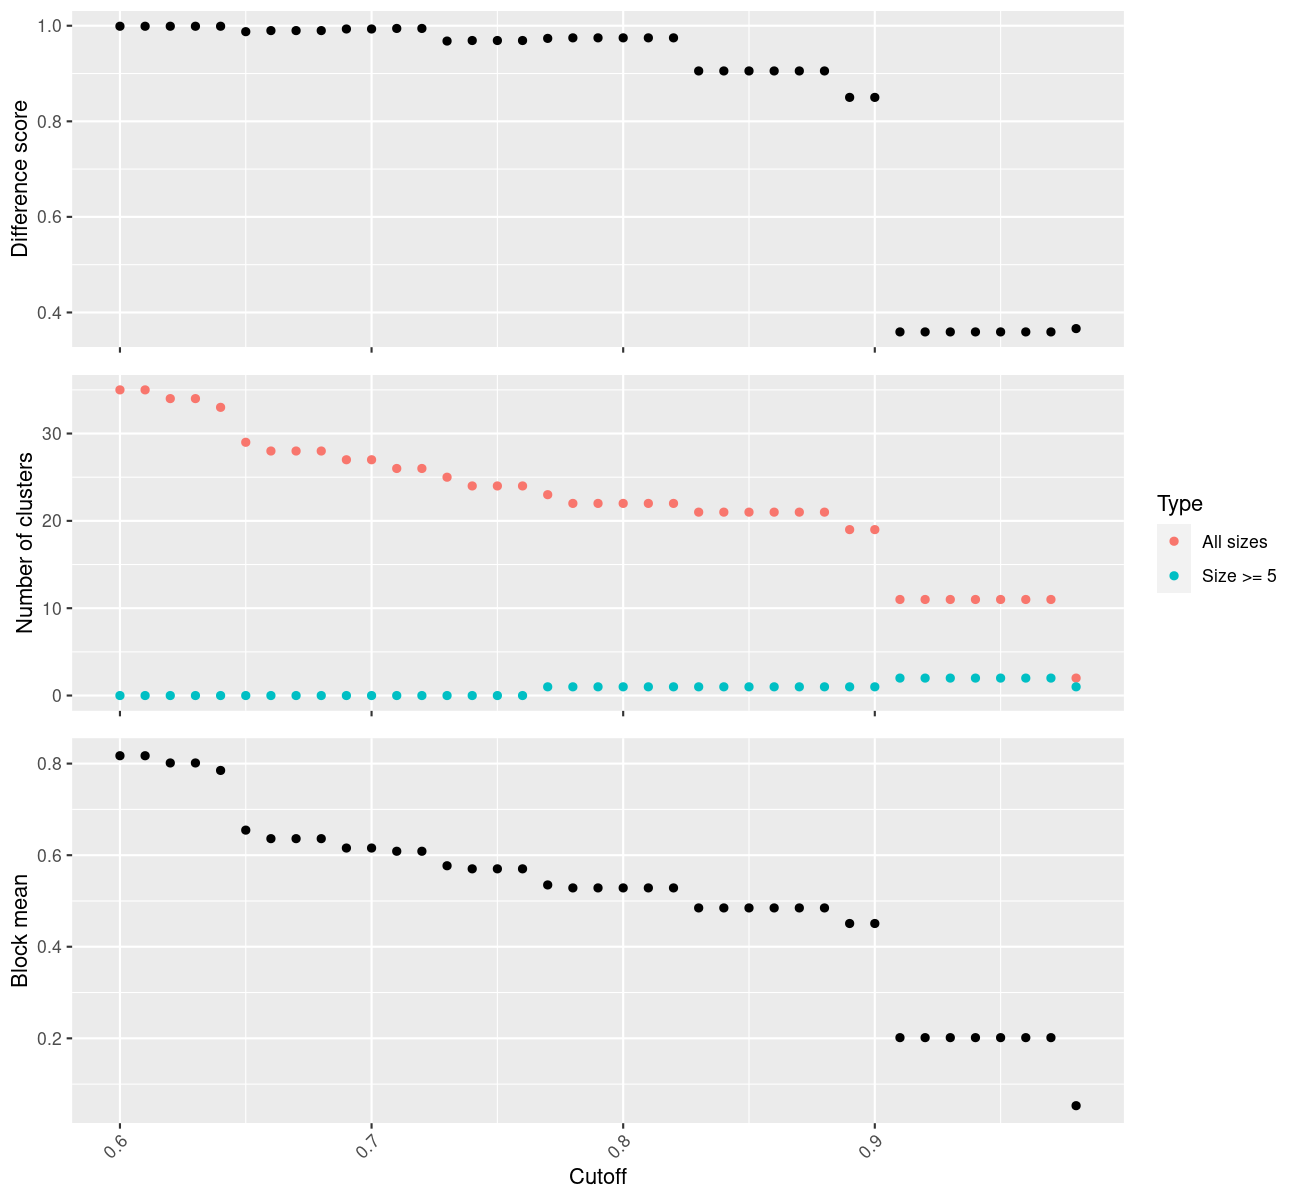 1.0
0.8
0.6
0.4
Difference score
30
20
10
0
Number of clusters
Type
All sizes
Size >= 5
0.8
0.6
0.4
0.2
Block mean
0.6
0.7
0.8
0.9
Cutoff